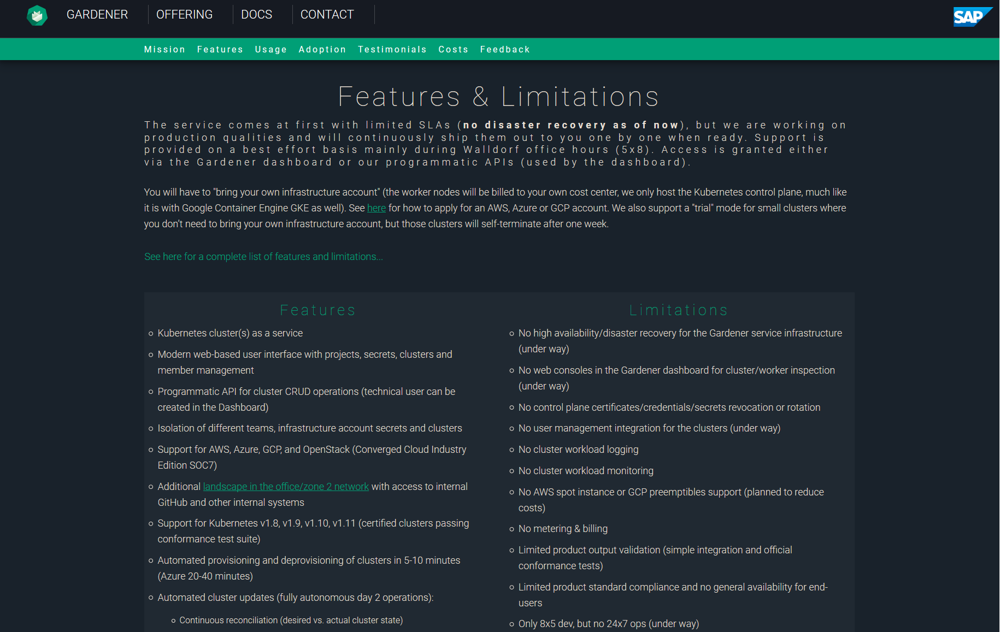 GARDENER
OFFERING
DOCS
CONTACT
SAP
Mission Features Usage Adoption Testimonials Costs Feedback
Features & Limitations
The service comes at first with limited SLAs (no disaster recovery as of now), but we are working on
production qualities and will continuously ship them out to you one by one when ready. Support is
provided on a best effort basis mainly during Walldorf office hours (5x8). Access is granted either
via the Gardener dashboard or our programmatic APIs (used by the dashboard).
You will have to "bring your own infrastructure account" (the worker nodes will be billed to your own cost center, we only host the Kubernetes control plane, much like
it is with Google Container Engine GKE as well). See here for how to apply for an AWS, Azure or GCP account. We also support a "trial" mode for small clusters where
you don’t need to bring your own infrastructure account, but those clusters will self-terminate after one week.
See here for a complete list of features and limitations...
Features
Kubernetes cluster(s) as a service
Modern web-based user interface with projects, secrets, clusters and
member management
Programmatic API for cluster CRUD operations (technical user can be
created in the Dashboard)
Isolation of different teams, infrastructure account secrets and clusters
Support for AWS, Azure, GCP, and OpenStack (Converged Cloud Industry
Edition SOC7)
Additional landscape in the office/zone 2 network with access to internal
GitHub and other internal systems
Support for Kubernetes v1.8, v1.9, v1.10, v1.11 (certified clusters passing
conformance test suite)
Automated provisioning and deprovisioning of clusters in 5-10 minutes
(Azure 20-40 minutes)
Automated cluster updates (fully autonomous day 2 operations):
Continuous reconciliation (desired vs. actual cluster state)
Limitations
No high availability/disaster recovery for the Gardener service infrastructure
(under way)
No web consoles in the Gardener dashboard for cluster/worker inspection
(under way)
No control plane certificates/credentials/secrets revocation or rotation
No user management integration for the clusters (under way)
No cluster workload logging
No cluster workload monitoring
No AWS spot instance or GCP preemptibles support (planned to reduce
costs)
No metering & billing
Limited product output validation (simple integration and official
conformance tests)
Limited product standard compliance and no general availability for end-
users
Only 8x5 dev, but no 24x7 ops (under way)